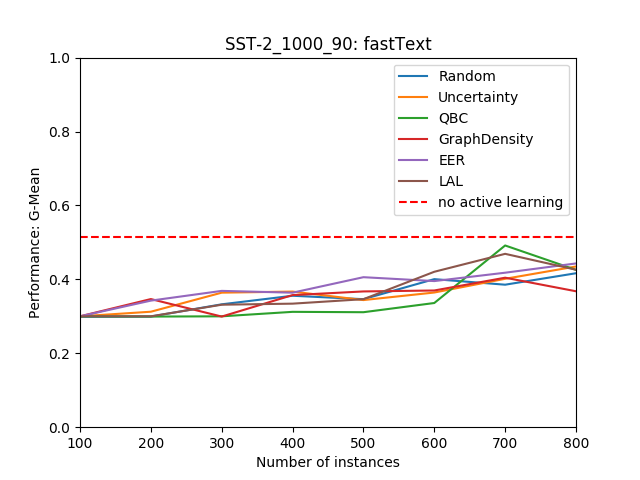 SST-2_1000_90: fastText
Performance: G-Mean
1.0
0.8
0.6
0.4
0.2
0.0
Random
Uncertainty
QBC
GraphDensity
EER
LAL
no active learning
100 200 300 400 500 600 700 800
Number of instances